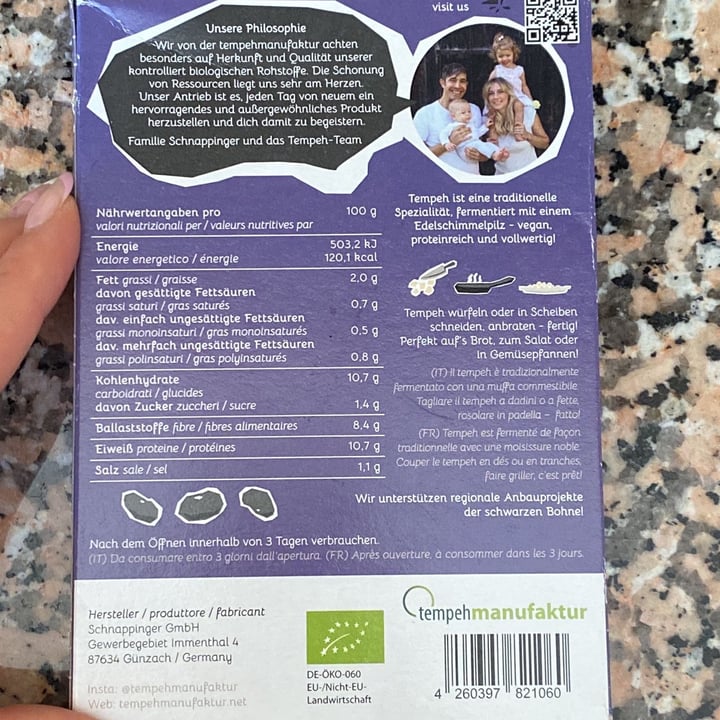 visit us
Unsere Philosophie
Wir von der tempehmanufaktur achten
besonders auf Herkunft und Qualität unserer
kontrolliert biologischen Rohstoffe. Die Schonung
von Ressourcen liegt uns sehr am Herzen.
Unser Antrieb ist es, jeden Tag von neuem ein
hervorragendes und außergewöhnliches Produkt
herzustellen und dich damit zu begeistern.
Familie Schnappinger und das Tempeh-Team
Nährwertangaben pro 100 g
valori nutrizionali per / valeurs nutritives par
Energie 503,2 kJ
valore energetico / énergie 120,1 kcal
Fett grassi / graisse 2,0 g
davon gesättigte Fettsäuren
grassi saturi / gras saturés 0,7 g
dav. einfach ungesättigte Fettsäuren
grassi monoinsaturi / gras monoinsaturés 0,5 g
dav. mehrfach ungesättigte Fettsäuren
grassi polinsaturi / gras polyinsaturés 0,8 g
Kohlenhydrate 10,7 g
carboidrati / glucides
davon Zucker zuccheri / sucre 1,4 g
Ballaststoffe fibre / fibres alimentaires 8,4 g
Eiweiß proteine / protéines 10,7 g
Salz sale / sel 1,1 g
Tempeh ist eine traditionelle
Spezialität, fermentiert mit einem
Edelschimmelpilz - vegan,
proteinreich und vollwertig!
Tempeh würfeln oder in Scheiben
schneiden, anbraten - fertig!
Perfekt auf's Brot, zum Salat oder
in Gemüsepfannen!
(IT) Il tempeh è tradizionalmente
fermentato con una muffa commestibile.
Tagliare il tempeh a dadini o a fette,
rosolare in padella - fatto!
(FR) Tempeh est fermenté de façon
traditionnelle avec une moisissure noble.
Couper le tempeh en dés ou en tranches,
faire griller, c'est prêt!
Wir unterstützen regionale Anbauprojekte
der schwarzen Bohne!
Nach dem Öffnen innerhalb von 3 Tagen verbrauchen.
(IT) Da consumare entro 3 giorni dall'apertura. (FR) Après ouverture, à consommer dans les 3 jours.
Hersteller / produttore / fabricant
Schnappinger GmbH
Gewerbegebiet Immenthal 4
87634 Günzach / Germany
Insta: @tempehmanufaktur
Web: tempehmanufaktur.net
DE-ÖKO-060
EU-/Nicht-EU-
Landwirtschaft
tempehmanufaktur
4 260397 821060